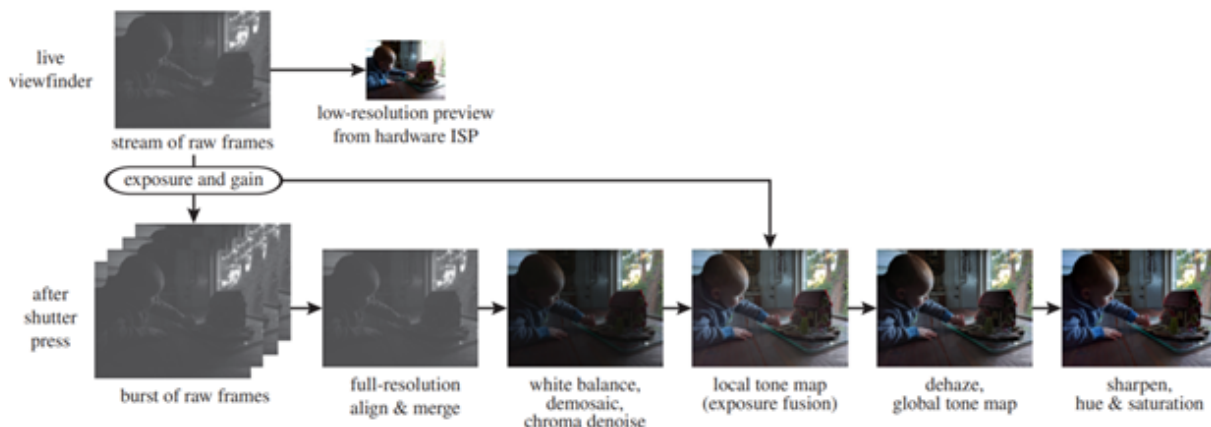 live
viewfinder
low-resolution preview
from hardware ISP
stream of raw frames
exposure and gain
after
shutter
press
burst of raw frames
full-resolution
align & merge
white balance,
demosaic,
chroma denoise
local tone map
(exposure fusion)
dehaze,
global tone map
sharpen,
hue & saturation